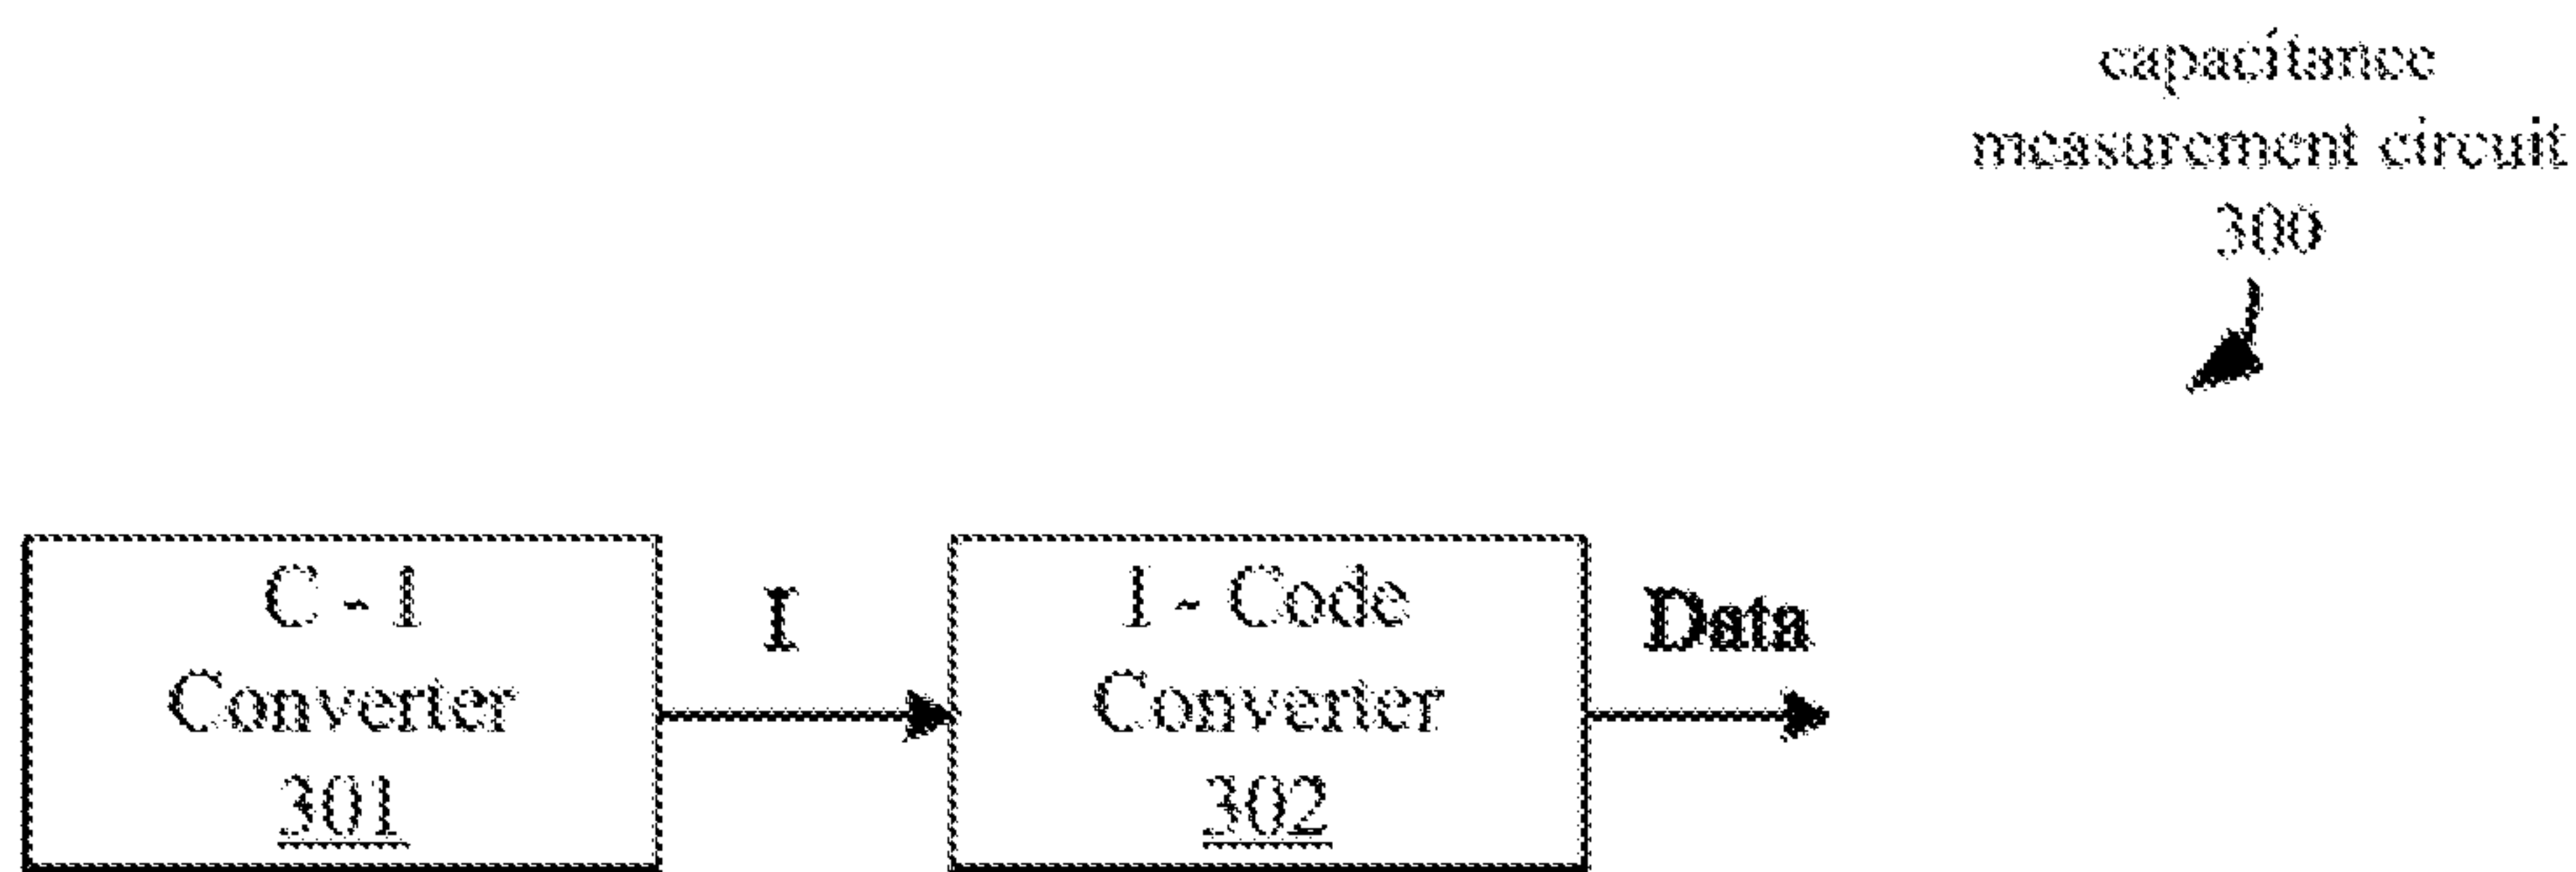 capacitance
measurement circuit
300
C - I
Converter
301
I
I - Code
Converter
302
Data